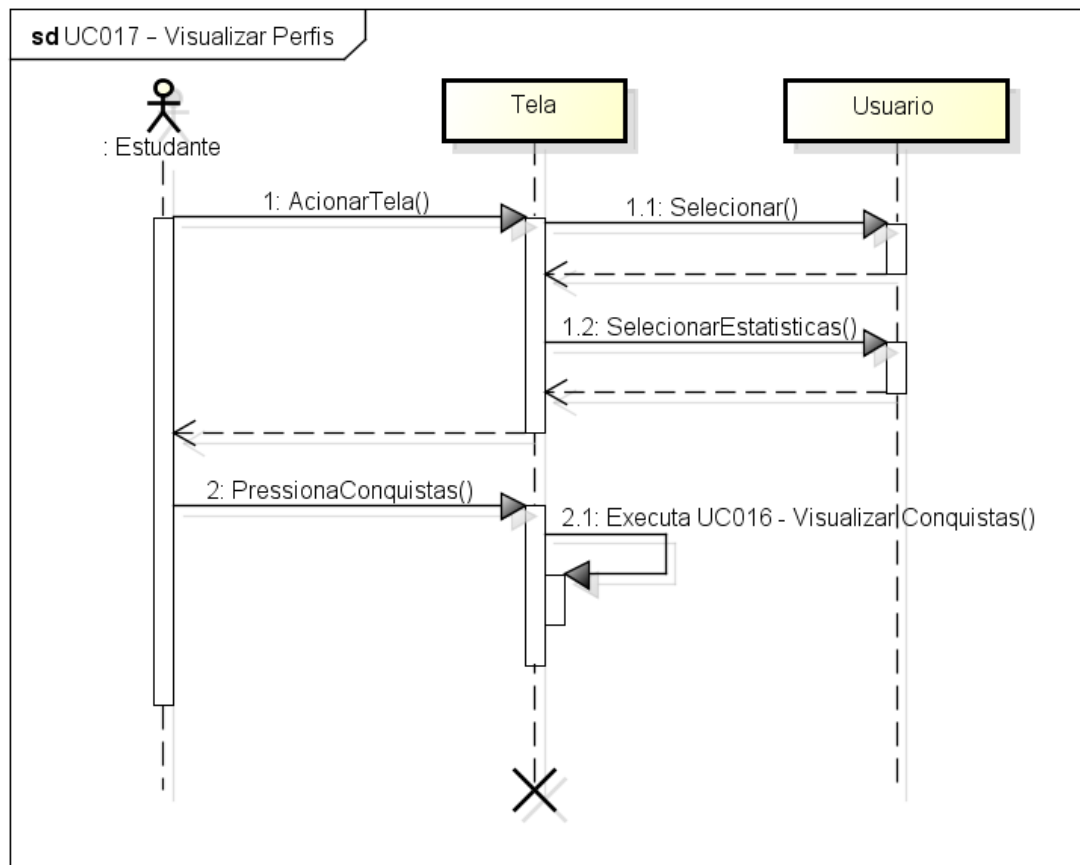 sd UC017 - Visualizar Perfis
: Estudante
Tela
Usuario
1: AcionarTela()
1.1: Selecionar()
1.2: SelecionarEstatisticas()
2: PressionaConquistas()
2.1: Executa UC016 - Visualizar Conquistas()